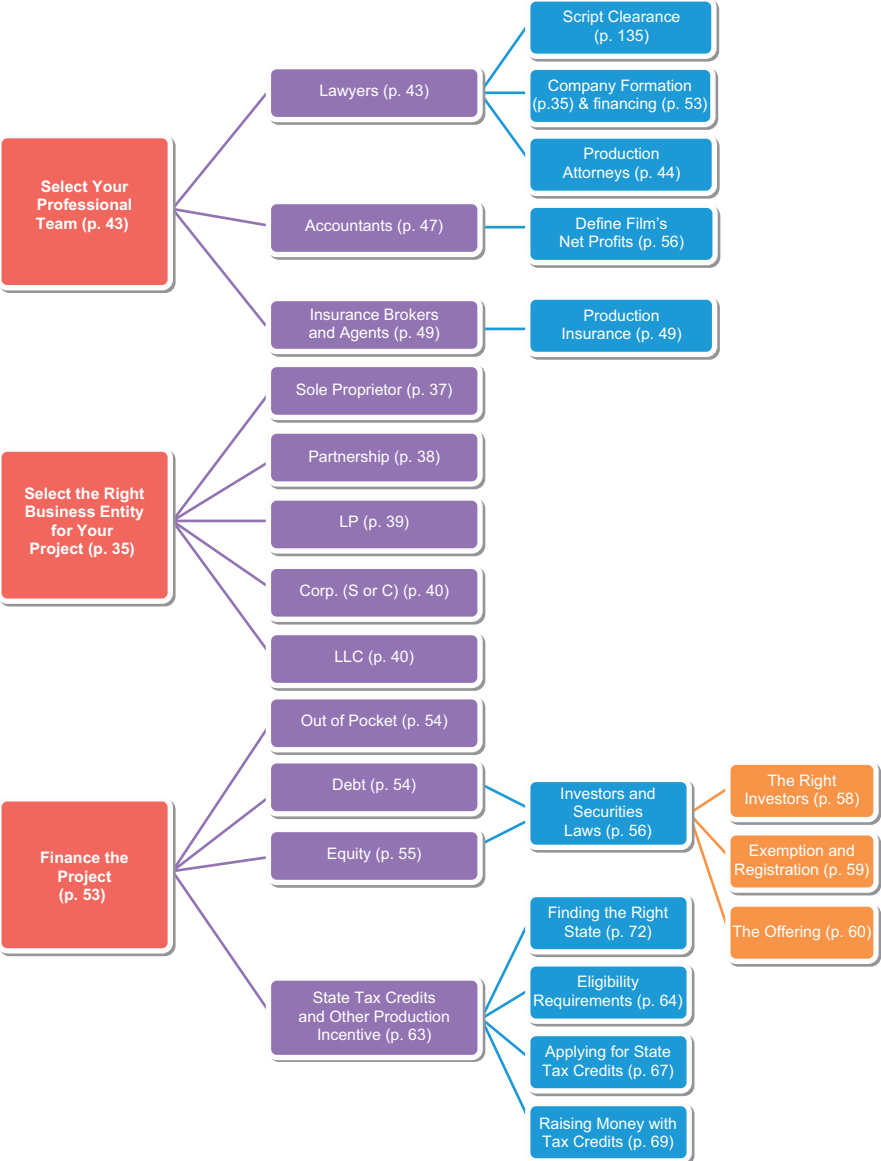 Select Your
Professional
Team (p. 43)
Lawyers (p. 43)
Script Clearance
(p. 135)
Company Formation
(p.35) & financing (p. 53)
Production
Attorneys (p. 44)
Accountants (p. 47)
Define Film's
Net Profits (p. 56)
Insurance Brokers
and Agents (p. 49)
Production
Insurance (p. 49)
Select the Right
Business Entity
for Your
Project (p. 35)
Sole Proprietor (p. 37)
Partnership (p. 38)
LP (p. 39)
Corp. (S or C) (p. 40)
LLC (p. 40)
Finance the
Project
(p. 53)
Out of Pocket (p. 54)
Debt (p. 54)
Equity (p. 55)
Investors and
Securities
Laws (p. 56)
The Right
Investors (p. 58)
Exemption and
Registration (p. 59)
The Offering (p. 60)
State Tax Credits
and Other Production
Incentive (p. 63)
Finding the Right
State (p. 72)
Eligibility
Requirements (p. 64)
Applying for State
Tax Credits (p. 67)
Raising Money with
Tax Credits (p. 69)